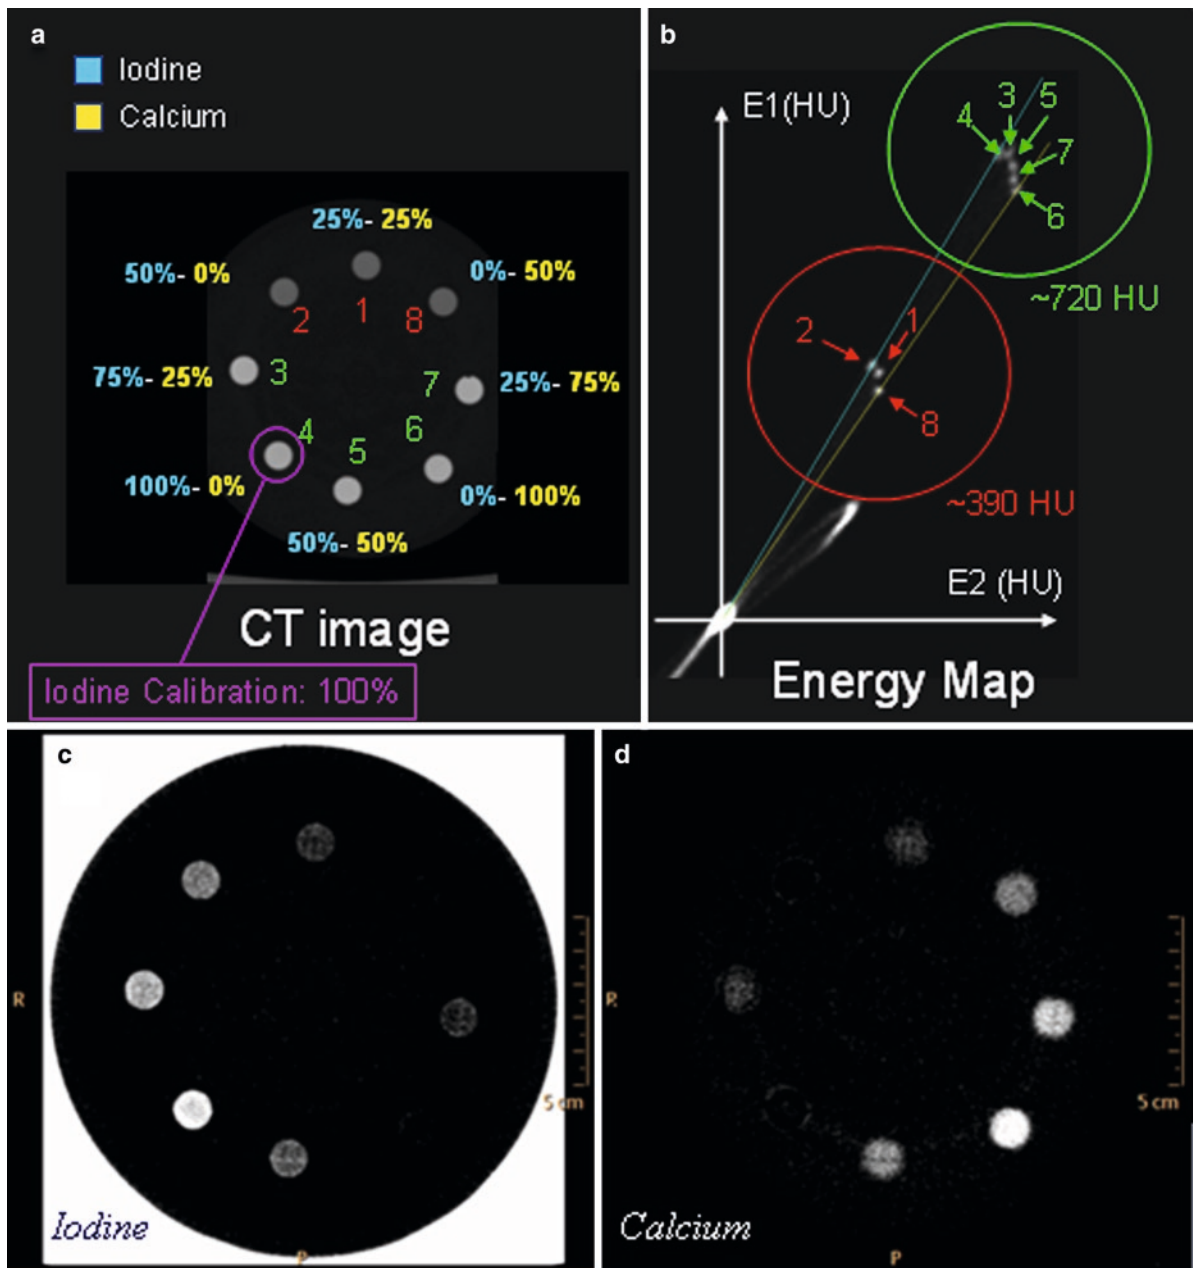 a
Iodine
Calcium
25%- 25%
50%- 0%
0%- 50%
2
1
8
75%- 25%
3
7
25%- 75%
4
5
6
100%- 0%
0%- 100%
50%- 50%
CT image
Iodine Calibration: 100%
b
E1(HU)
4
3
5
7
6
~720 HU
2
1
8
~390 HU
E2 (HU)
Energy Map
c
R
5 cm
Iodine
P
d
R
5 cm
Calcium
P